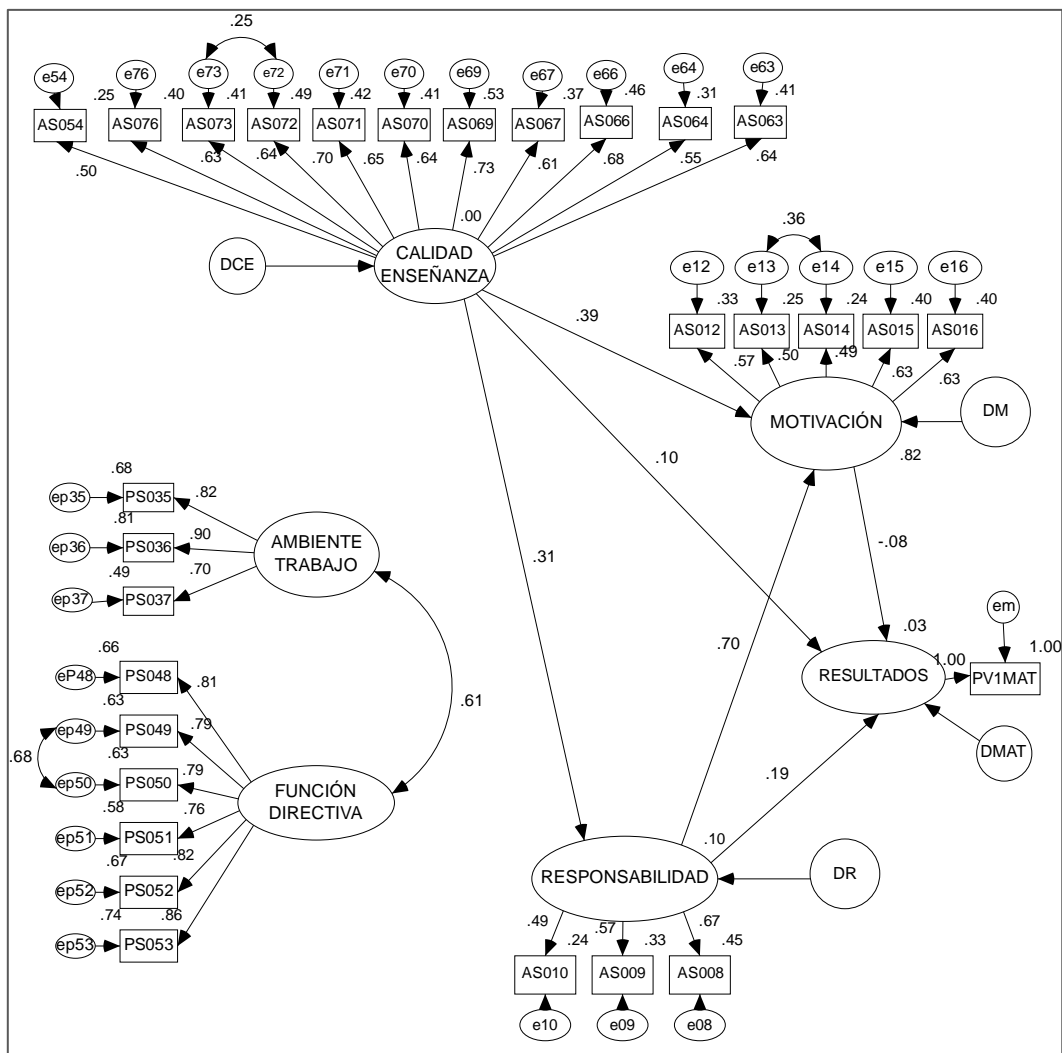 .25
e54 e76 e73 e72 e71 e70 e69 e67 e66 e64 e63
.25 .40 .41 .49 .42 .41 .53 .37 .46 .31 .41
AS054 AS076 AS073 AS072 AS071 AS070 AS069 AS067 AS066 AS064 AS063
.50 .63 .64 .70 .65 .64 .73 .61 .68 .55 .64
.00
DCE
CALIDAD
ENSEÑANZA
.36
e12 e13 e14 e15 e16
.33 .25 .24 .40 .40
AS012 AS013 AS014 AS015 AS016
.57 .50 .49 .63 .63
.39
MOTIVACIÓN
DM
.82
.10
.68
ep35 PS035 .82
.81
ep36 PS036 .90
.49
ep37 PS037 .70
AMBIENTE
TRABAJO
.31
-.08
.70
.03
em
1.00
1.00
RESULTADOS
PV1MAT
DMAT
.61
.66
eP48 PS048 .81
.63
ep49 PS049 .79
.68
.63
ep50 PS050 .79
.58
ep51 PS051 .76
.67
ep52 PS052 .82
.74
ep53 PS053 .86
FUNCIÓN
DIRECTIVA
.19
.10
RESPONSABILIDAD
DR
.49 .57 .67
.24 .33 .45
AS010 AS009 AS008
e10 e09 e08